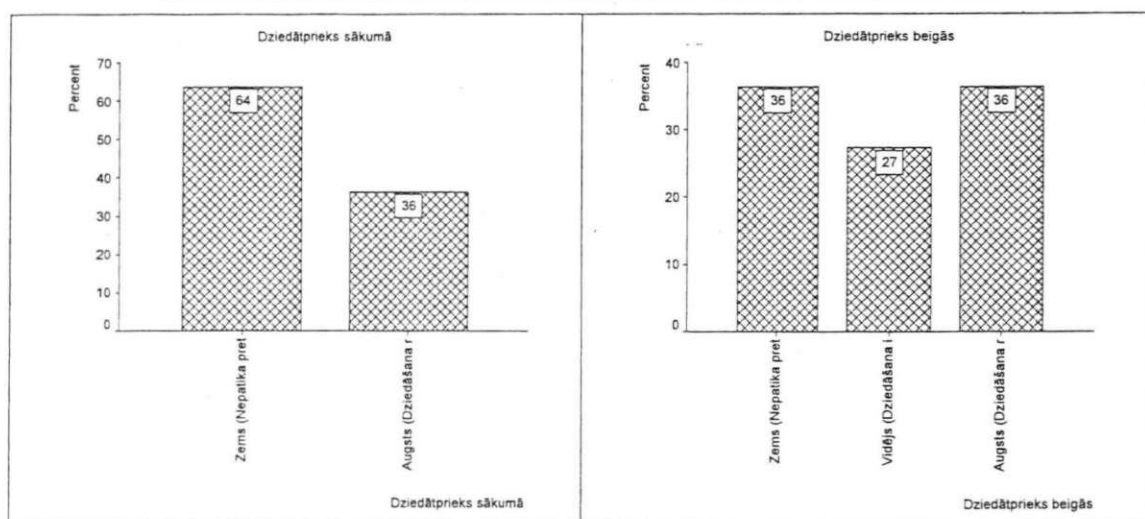 Dziedātprieks sākumā
Percent
70
60
50
40
30
20
10
0
64
36
Zems (Nepatika pret
Augsts (Dziedāšana r
Dziedātprieks sākumā
Dziedātprieks beigās
Percent
40
30
20
10
0
36
27
36
Zems (Nepatika pret
Vidējs (Dziedāšana i
Augsts (Dziedāšana r
Dziedātprieks beigās